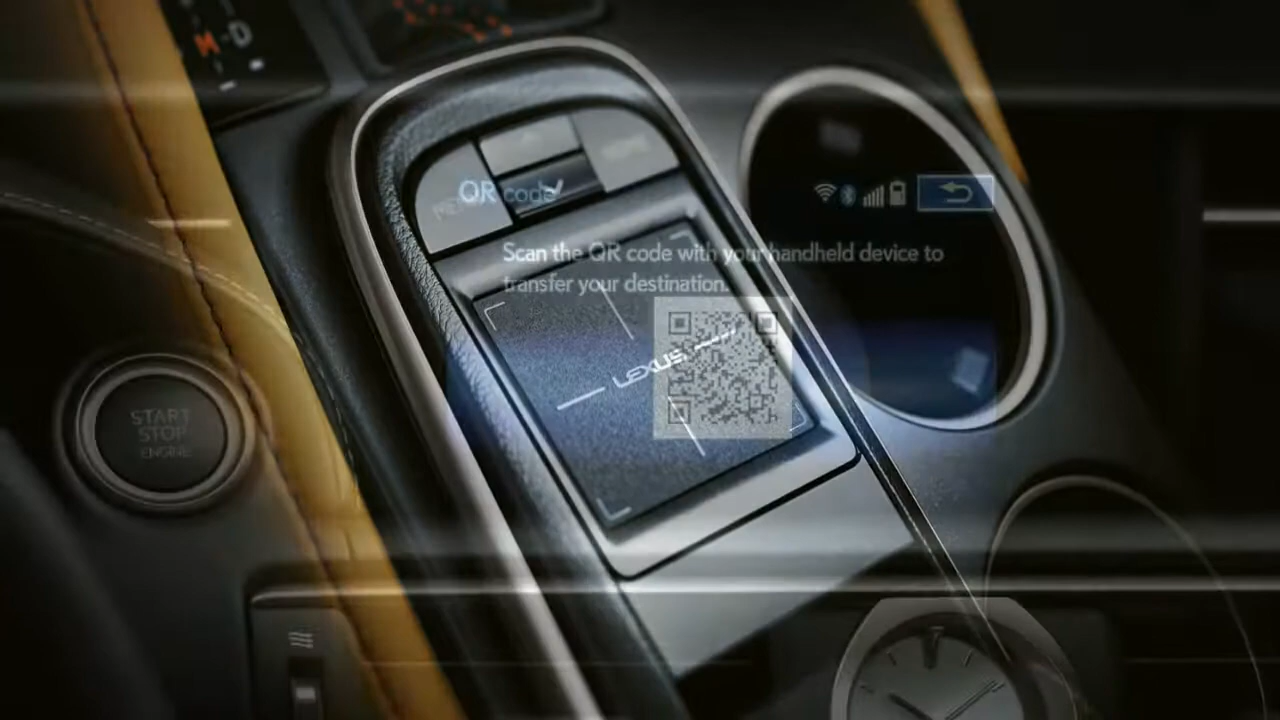 M-D
QR code
Scan the QR code with your handheld device to
transfer your destination.
LEXUS
START
STOP
ENGINE